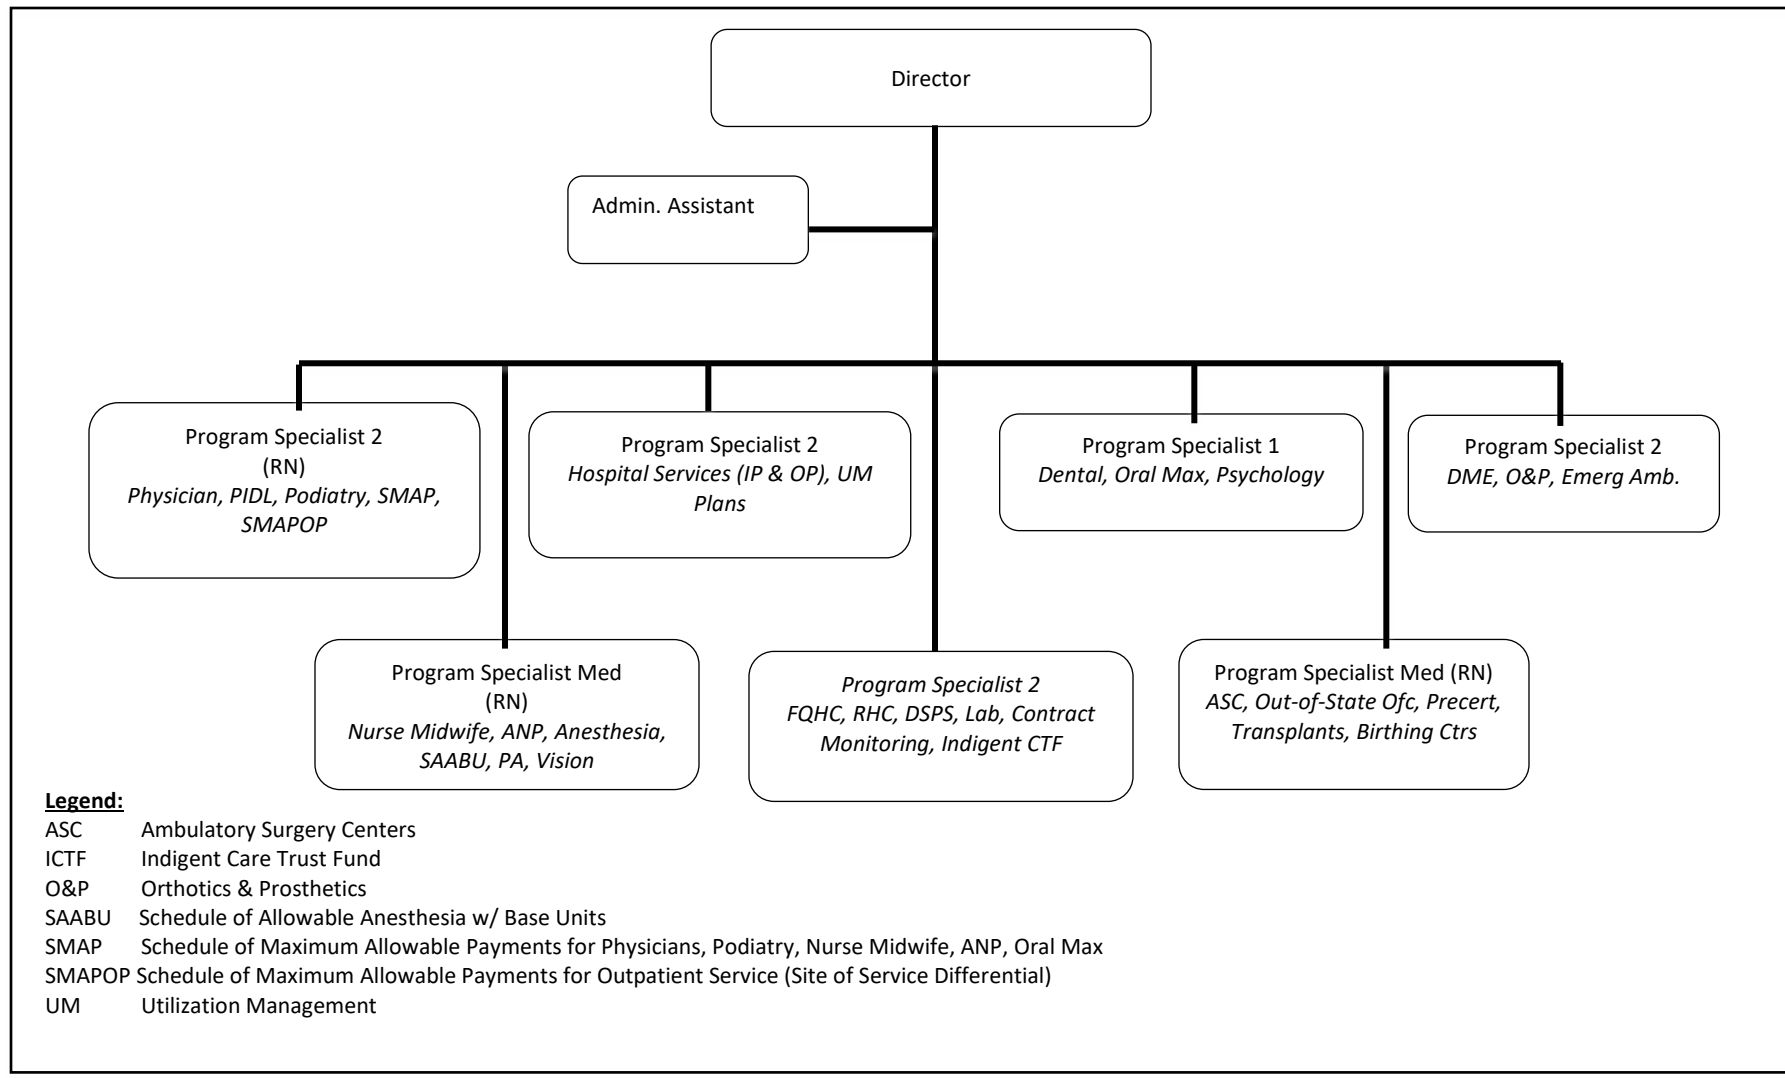 Director
Admin. Assistant
Program Specialist 2
(RN)
Physician, PIDL, Podiatry, SMAP,
SMAPOP
Program Specialist 2
Hospital Services (IP & OP), UM
Plans
Program Specialist 1
Dental, Oral Max, Psychology
Program Specialist 2
DME, O&P, Emerg Amb.
Program Specialist Med
(RN)
Nurse Midwife, ANP, Anesthesia,
SAABU, PA, Vision
Program Specialist 2
FQHC, RHC, DSPS, Lab, Contract
Monitoring, Indigent CTF
Program Specialist Med (RN)
ASC, Out-of-State Ofc, Precert,
Transplants, Birthing Ctrs
Legend:
ASC Ambulatory Surgery Centers
ICTF Indigent Care Trust Fund
O&P Orthotics & Prosthetics
SAABU Schedule of Allowable Anesthesia w/ Base Units
SMAP Schedule of Maximum Allowable Payments for Physicians, Podiatry, Nurse Midwife, ANP, Oral Max
SMAPOP Schedule of Maximum Allowable Payments for Outpatient Service (Site of Service Differential)
UM Utilization Management